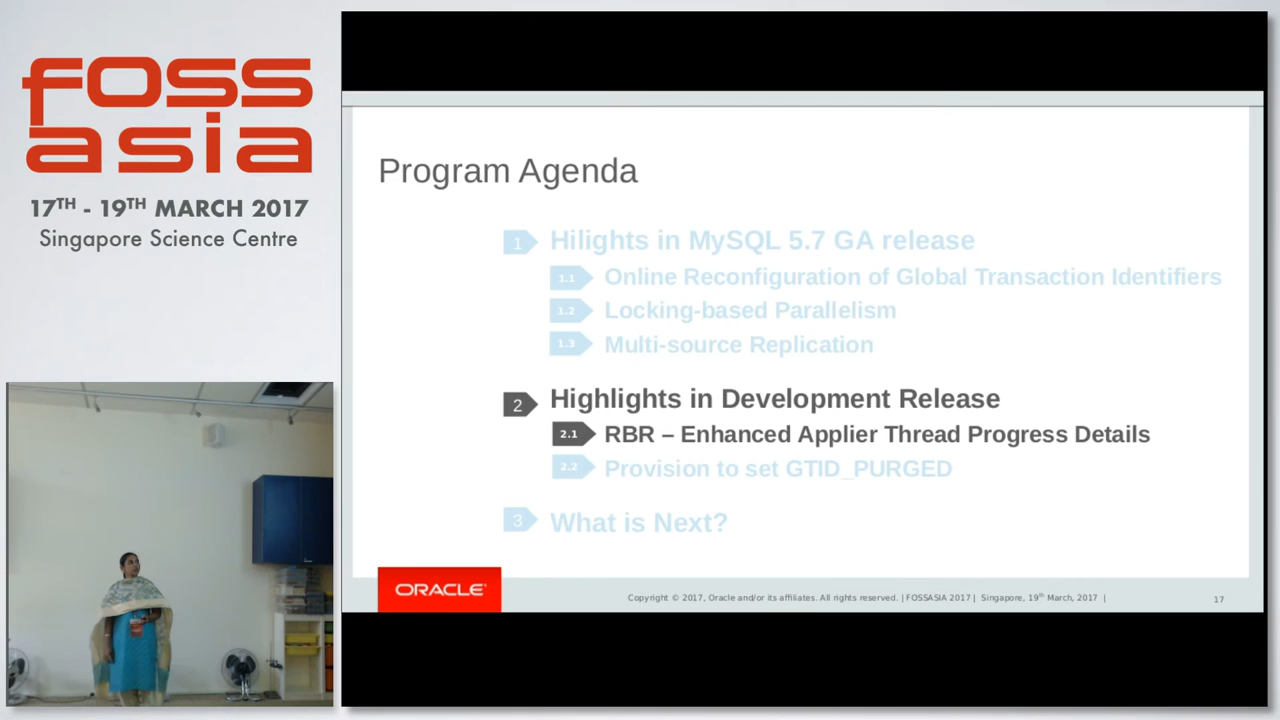 foss
asia
17TH - 19TH MARCH 2017
Singapore Science Centre
Program Agenda
1 Hilights in MySQL 5.7 GA release
1.1 Online Reconfiguration of Global Transaction Identifiers
1.2 Locking-based Parallelism
1.3 Multi-source Replication
2 Highlights in Development Release
2.1 RBR – Enhanced Applier Thread Progress Details
2.2 Provision to set GTID_PURGED
3 What is Next?
ORACLE
Copyright © 2017, Oracle and/or its affiliates. All rights reserved. | FOSSASIA 2017 | Singapore, 19th March, 2017 |
17